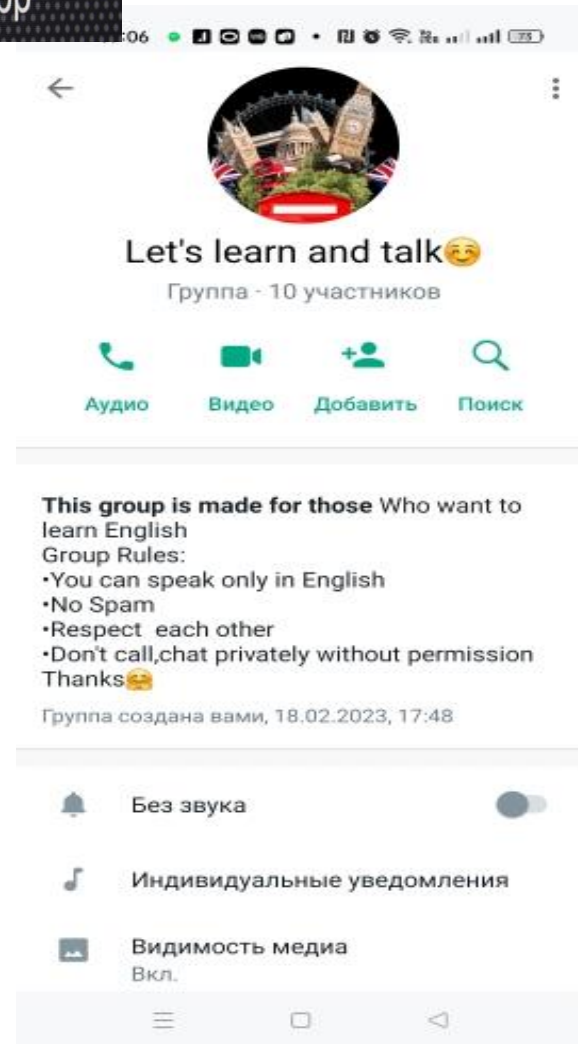 :06
73
Let's learn and talk☺️
Группа · 10 участников
Аудио
Видео
Добавить
Поиск
This group is made for those Who want to
learn English
Group Rules:
•You can speak only in English
•No Spam
•Respect each other
•Don't call,chat privately without permission
Thanks🤗
Группа создана вами, 18.02.2023, 17:48
Без звука
Индивидуальные уведомления
Видимость медиа
Вкл.